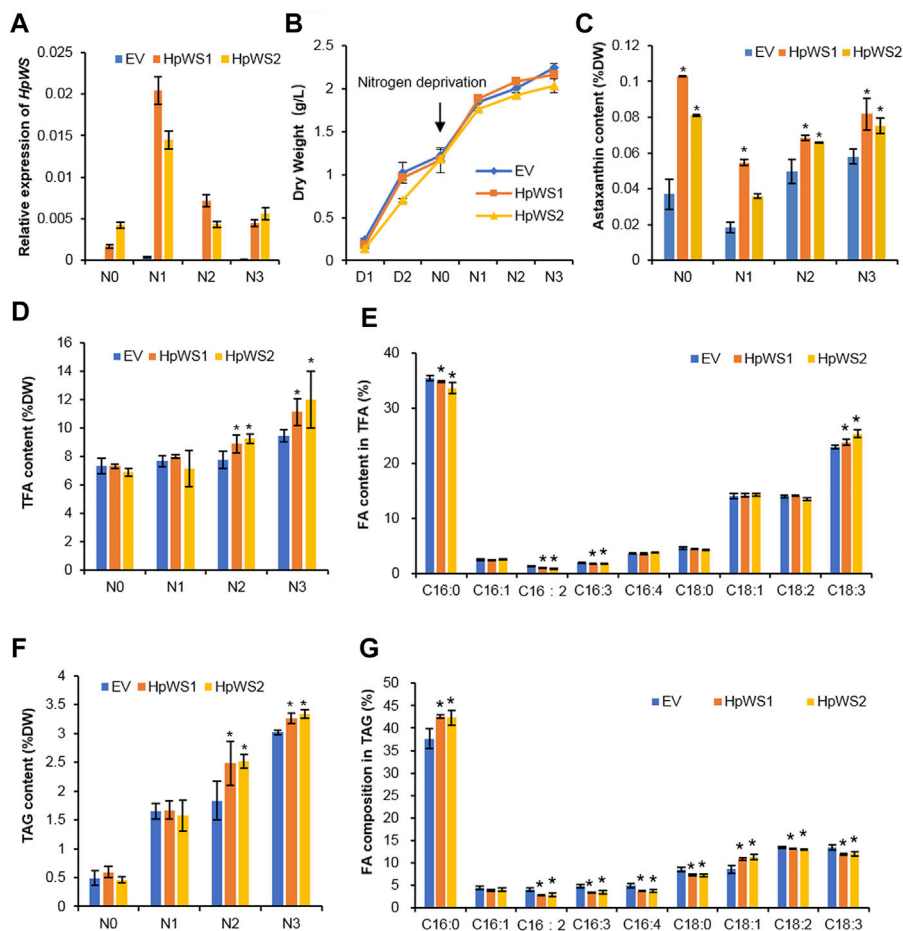 A
EV HpWS1 HpWS2
Relative expression of HpWS
0.025
0.02
0.015
0.01
0.005
0
N0 N1 N2 N3
B
Dry Weight (g/L)
2.5
2
1.5
1
0.5
0
Nitrogen deprivation
EV
HpWS1
HpWS2
D1 D2 N0 N1 N2 N3
C
EV HpWS1 HpWS2
Astaxanthin content (%DW)
0.12
0.1
0.08
0.06
0.04
0.02
0
* * * * * * *
N0 N1 N2 N3
D
EV HpWS1 HpWS2
TFA content (%DW)
16
14
12
10
8
6
4
2
0
* * * *
N0 N1 N2 N3
E
EV HpWS1 HpWS2
FA content in TFA (%)
40
30
20
10
0
* * * * * * * *
C16:0 C16:1 C16 : 2 C16:3 C16:4 C18:0 C18:1 C18:2 C18:3
F
EV HpWS1 HpWS2
TAG content (%DW)
4
3.5
3
2.5
2
1.5
1
0.5
0
* * * *
N0 N1 N2 N3
G
EV HpWS1 HpWS2
FA composition in TAG (%)
50
45
40
35
30
25
20
15
10
5
0
* * * * * * * * * * * * * * * *
C16:0 C16:1 C16 : 2 C16:3 C16:4 C18:0 C18:1 C18:2 C18:3